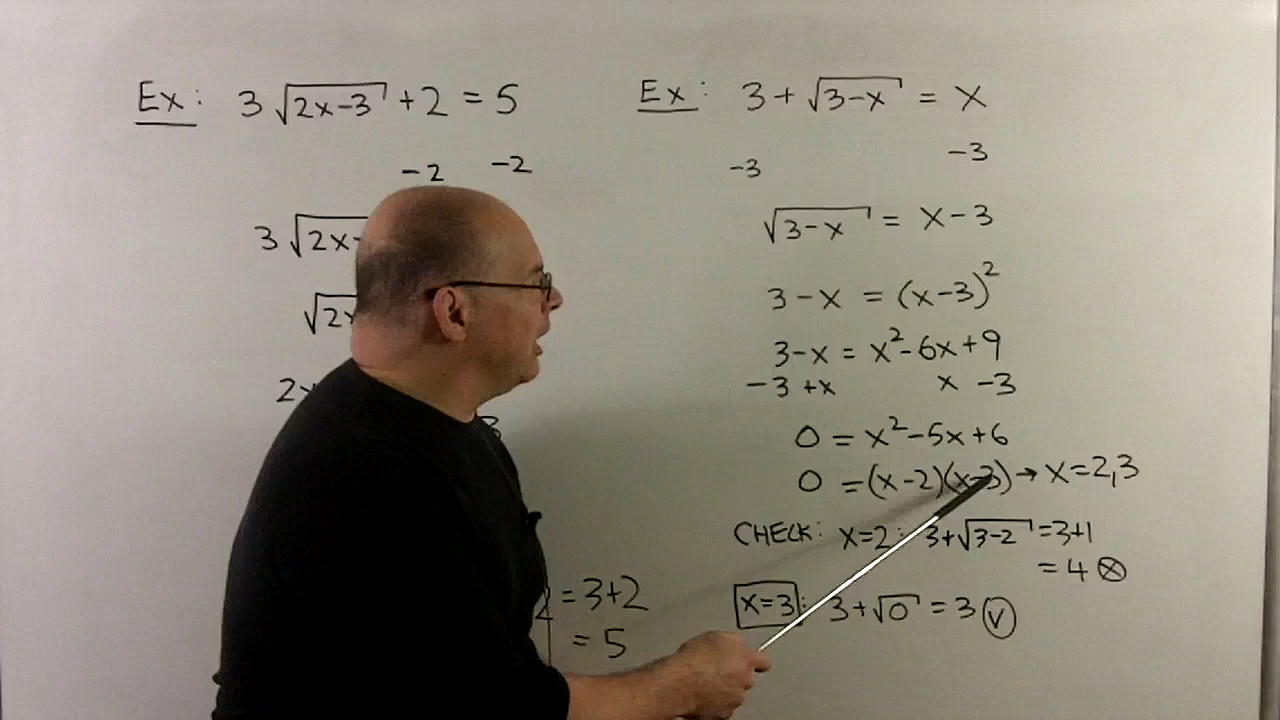 Ex: 3√(2x-3) + 2 = 5
-2 -2
3√2x-
√2x
2x
3
2 = 3+2
= 5
Ex: 3 + √(3-x) = x
-3 -3
√(3-x) = x-3
3-x = (x-3)²
3-x = x²-6x+9
-3 +x x -3
0 = x²-5x+6
0 = (x-2)(x-3) → x=2,3
CHECK: x=2: 3+√(3-2) = 3+1
= 4 ⊗
x=3: 3+√0 = 3 ✓